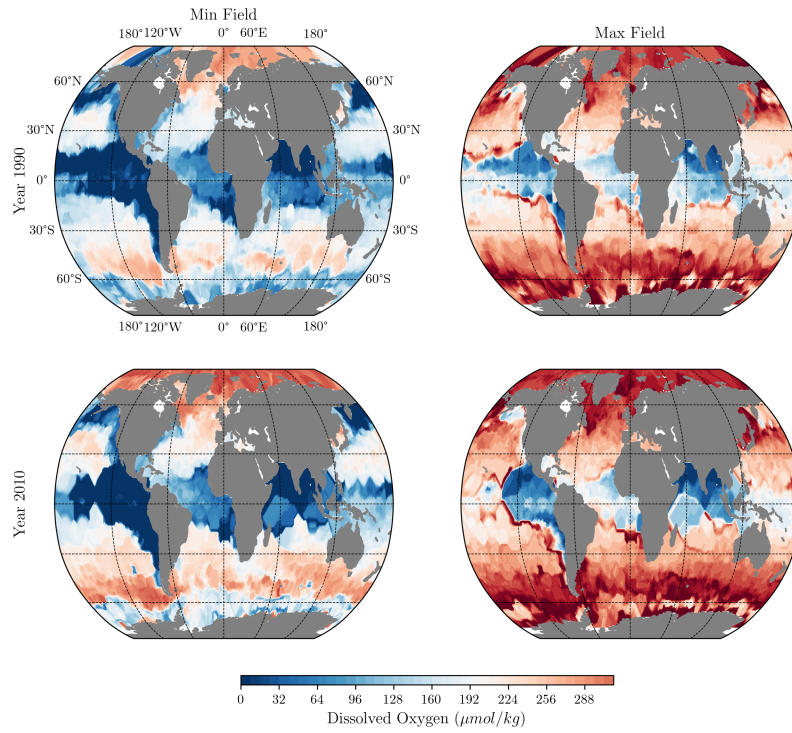 Min Field
Max Field
180°
120°W
0°
60°E
180°
60°N
60°N
30°N
30°N
Year 1990
0°
0°
30°S
30°S
60°S
60°S
180°
120°W
0°
60°E
180°
Year 2010
0
32
64
96
128
160
192
224
256
288
Dissolved Oxygen (μmol/kg)